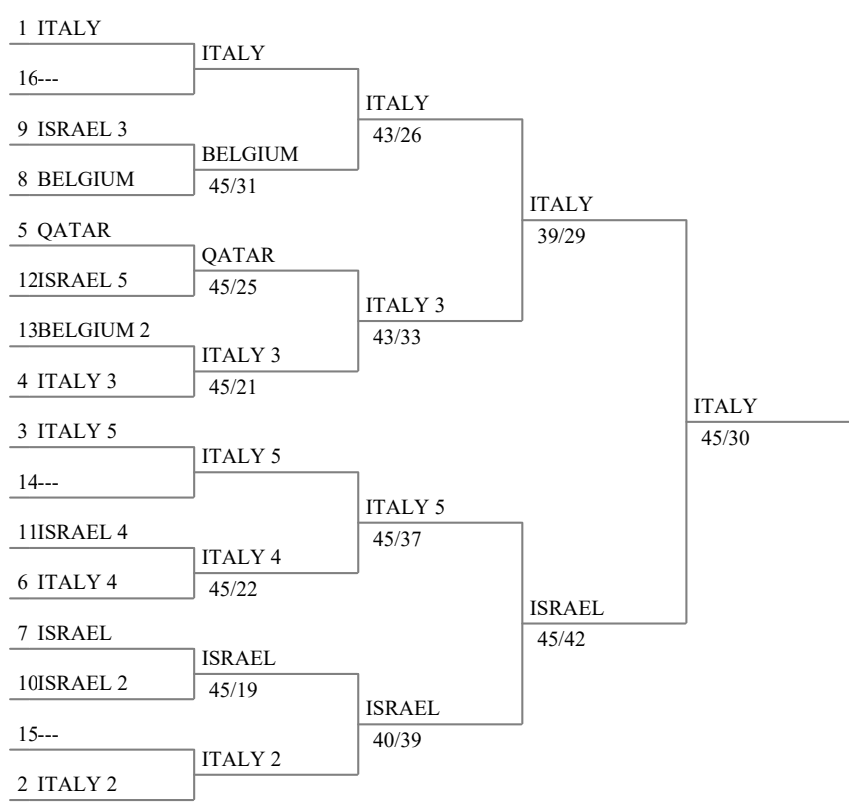 1 ITALY
ITALY
16---
ITALY
43/26
9 ISRAEL 3
BELGIUM
45/31
8 BELGIUM
ITALY
39/29
5 QATAR
QATAR
45/25
12ISRAEL 5
ITALY 3
43/33
13BELGIUM 2
ITALY 3
45/21
4 ITALY 3
ITALY
45/30
3 ITALY 5
ITALY 5
14---
ITALY 5
45/37
11ISRAEL 4
ITALY 4
45/22
6 ITALY 4
ISRAEL
45/42
7 ISRAEL
ISRAEL
45/19
10ISRAEL 2
ISRAEL
40/39
15---
ITALY 2
2 ITALY 2